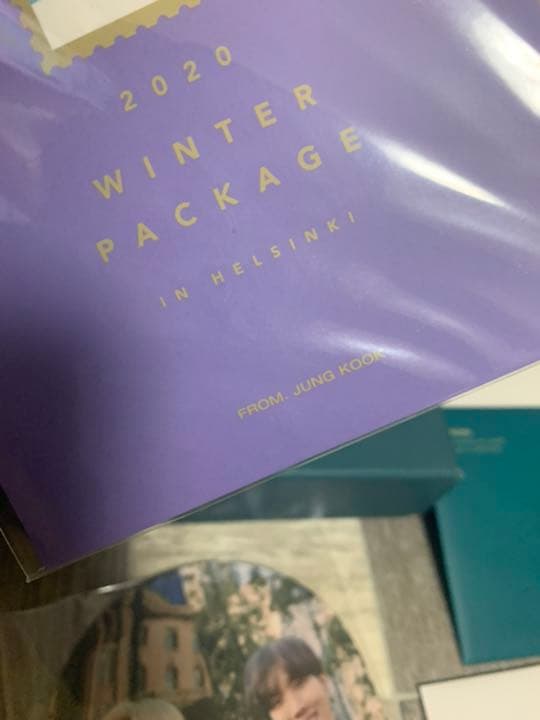 2020
WINTER
PACKAGE
IN HELSINKI
FROM. JUNG KOOK